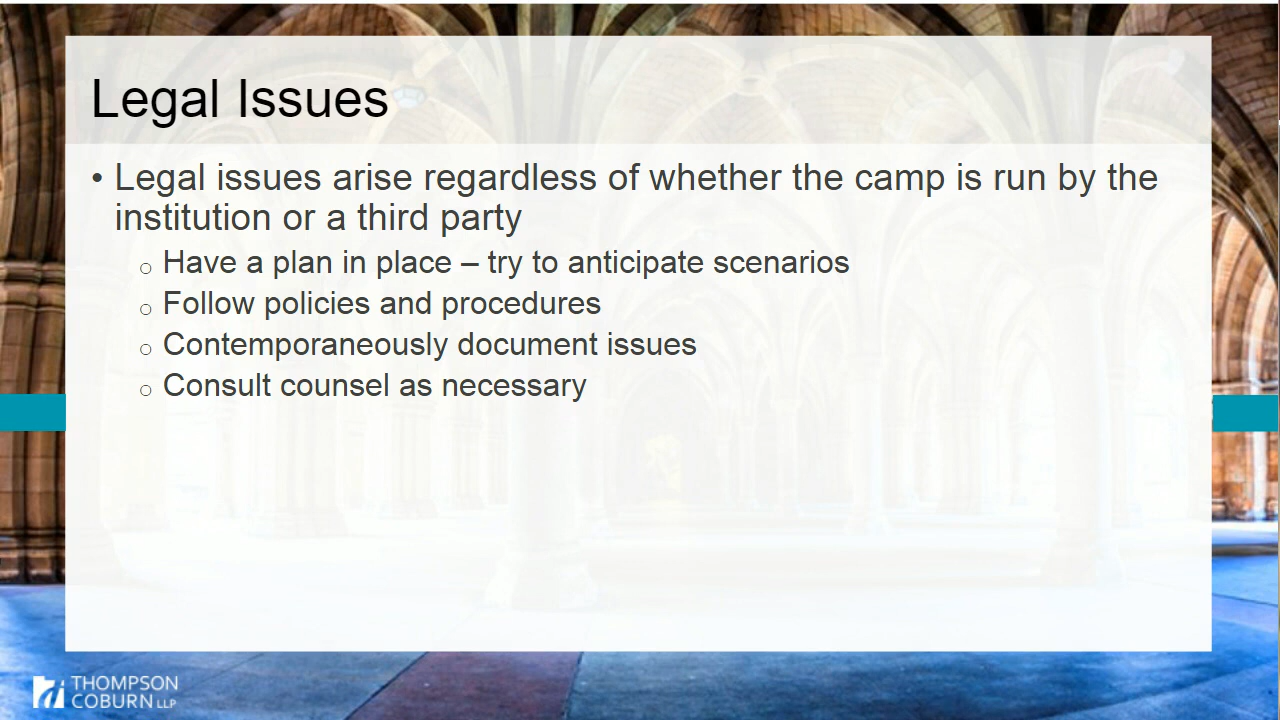 Legal Issues
• Legal issues arise regardless of whether the camp is run by the
institution or a third party
o Have a plan in place – try to anticipate scenarios
o Follow policies and procedures
o Contemporaneously document issues
o Consult counsel as necessary
THOMPSON
COBURN LLP